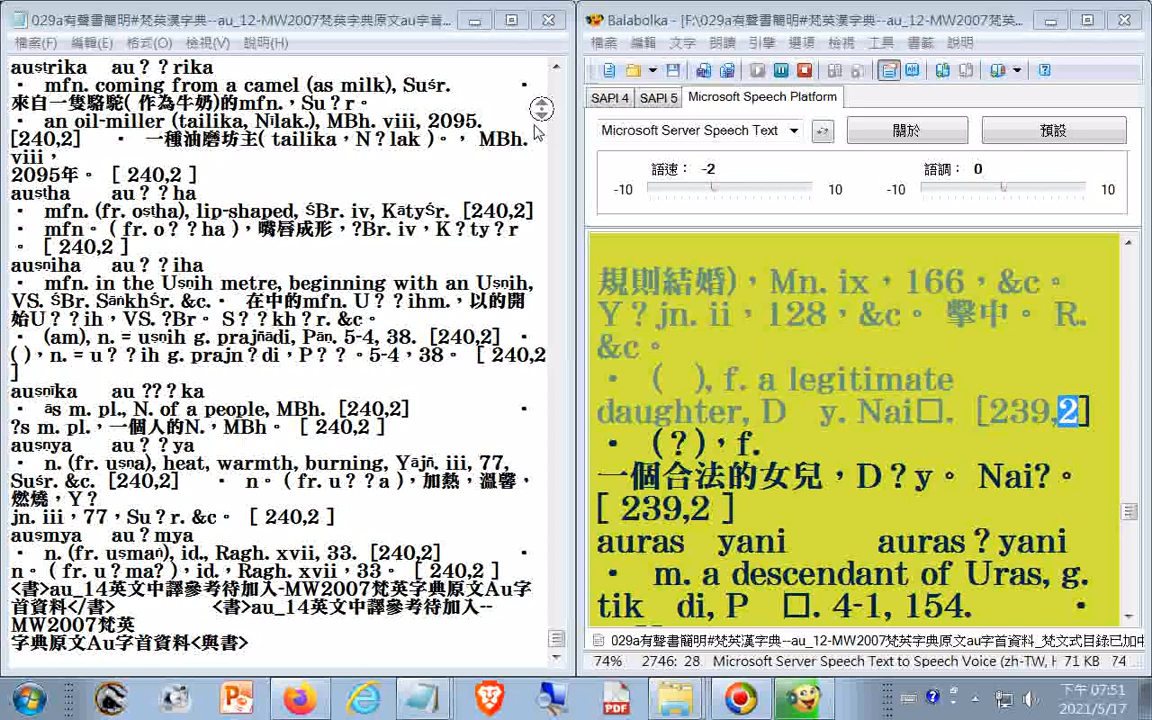 029a有聲書簡明#梵英漢字典--au_12-MW2007梵英字典原文au字首...
檔案(F) 編輯(E) 格式(O) 檢視(V) 說明(H)
auṣṭrika au??rika
• mfn. coming from a camel (as milk), Suśr. •
來自一隻駱駝( 作為牛奶)的mfn.，Su?r。
• an oil-miller (tailika, Nīlak.), MBh. viii, 2095.
[240,2] • 一種油磨坊主( tailika，N?lak )。， MBh.
viii，
2095年。 [ 240,2 ]
auṣṭha au??ha
• mfn. (fr. oṣṭha), lip-shaped, ŚBr. iv, KātyŚr. [240,2]
• mfn。( fr. o??ha )，嘴唇成形，?Br. iv，K?ty?r
。 [ 240,2 ]
auṣṇiha au??iha
• mfn. in the Uṣṇih metre, beginning with an Uṣṇih,
VS. ŚBr. SāṅkhŚr. &c. • 在中的mfn. U??ihm.，以的開
始U??ih，VS. ?Br。 S??kh?r. &c。
• (am), n. = uṣṇih g. prajñādi, Pāṇ. 5-4, 38. [240,2]
( )，n. = u??ih g. prajn?di，P??。5-4，38。 [ 240,2
]
auṣṇīka au???ka
• ās m. pl., N. of a people, MBh. [240,2] •
?s m. pl.，一個人的N.，MBh。 [ 240,2 ]
auṣṇya au??ya
• n. (fr. uṣṇa), heat, warmth, burning, Yājñ. iii, 77,
Suśr. &c. [240,2] • n。( fr. u??a )，加熱，溫馨，
燃燒，Y?
jn. iii，77，Su?r. &c。 [ 240,2 ]
auṣmya au?mya
• n. (fr. uṣman), id., Ragh. xvii, 33. [240,2] •
n。( fr. u?ma? )，id.，Ragh. xvii，33。 [ 240,2 ]
<書>au_14英文中譯參考待加入-MW2007梵英字典原文Au字
首資料</書> <書>au_14英文中譯參考待加入--
MW2007梵英
字典原文Au字首資料<與書>
Balabolka - [F:\029a有聲書簡明#梵英漢字典--au_12-MW2007梵英...
檔案 編輯 文字 朗讀 引擎 選項 檢視 工具 書籤 說明
SAPI 4 SAPI 5 Microsoft Speech Platform
Microsoft Server Speech Text 關於 預設
語速： -2 語調： 0
-10 10 -10 10
規則結婚)，Mn. ix，166，&c。
Y?jn. ii，128，&c。 擊中。 R.
&c。
• ( ), f. a legitimate
daughter, D y. Nai□. [239,2]
• (?)，f.
一個合法的女兒，D?y。 Nai?。
[ 239,2 ]
auras yani auras?yani
• m. a descendant of Uras, g.
tik di, P □. 4-1, 154. •
029a有聲書簡明#梵英漢字典--au_12-MW2007梵英字典原文au字首資料_梵文式目錄已加中
74% 2746: 28 Microsoft Server Speech Text to Speech Voice (zh-TW, H 71 KB 74
PDF
下午 07:51
2021/5/17